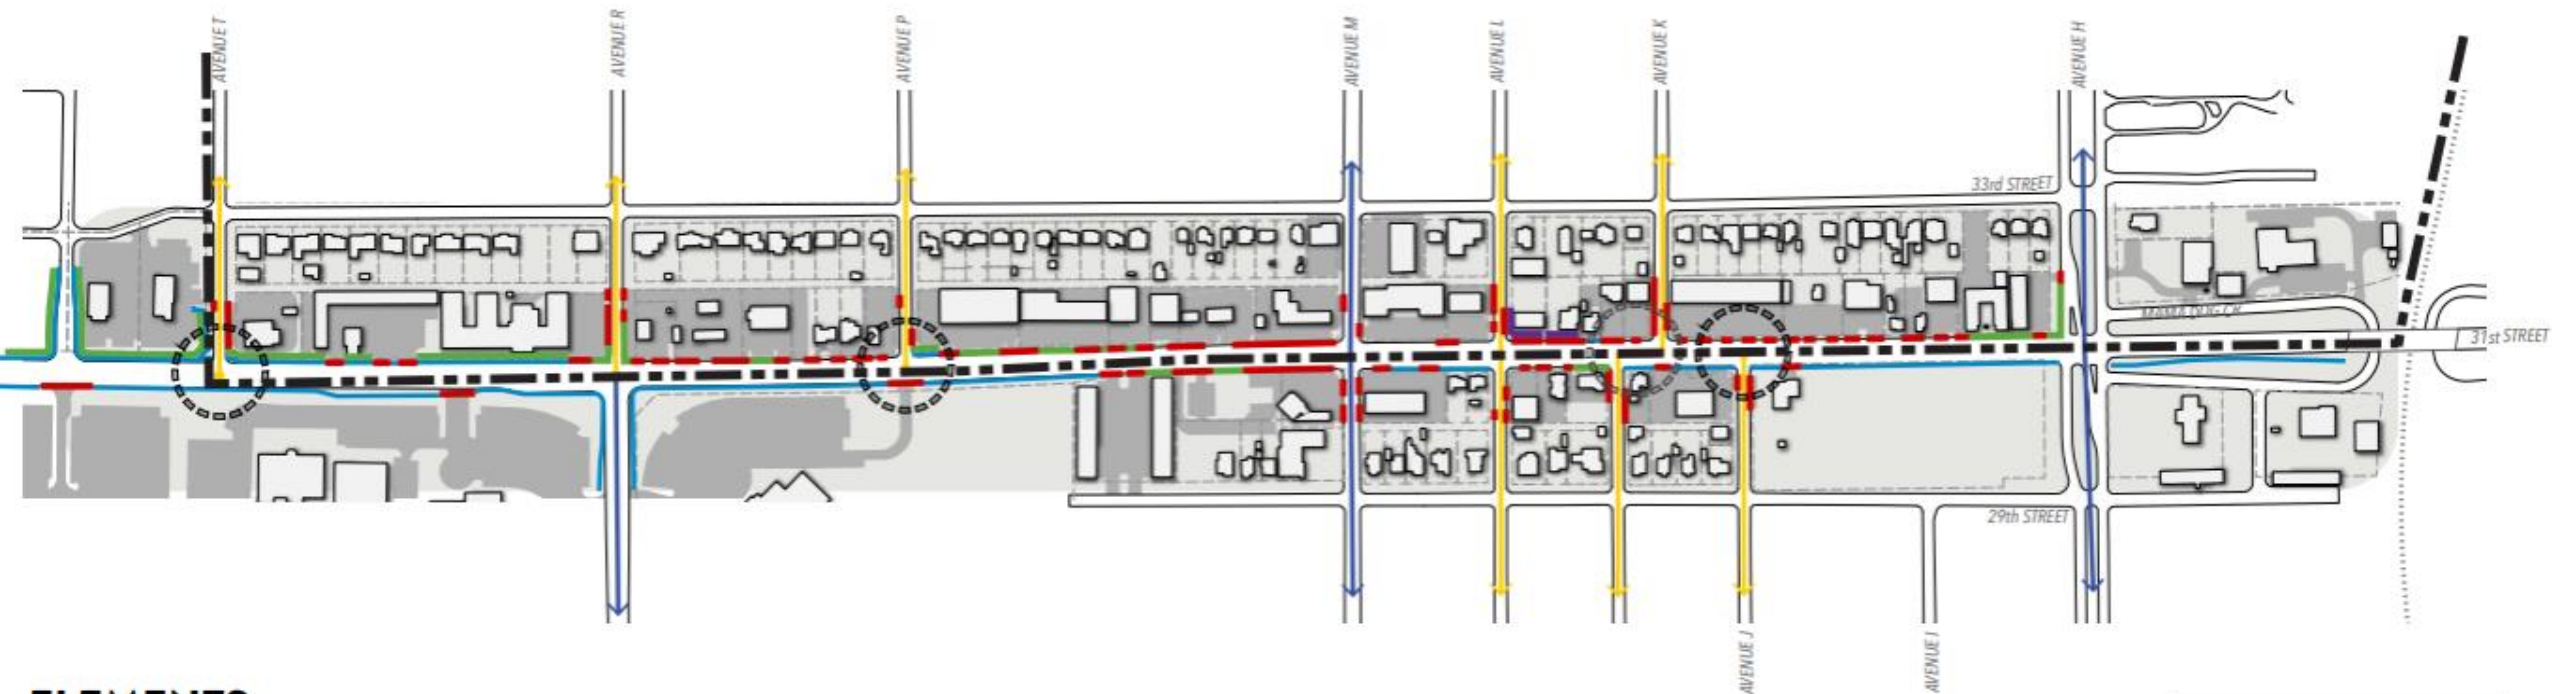 AVENUE T
AVENUE R
AVENUE P
AVENUE M
AVENUE L
AVENUE K
AVENUE H
33rd STREET
31st STREET
29th STREET
AVENUE J
AVENUE I